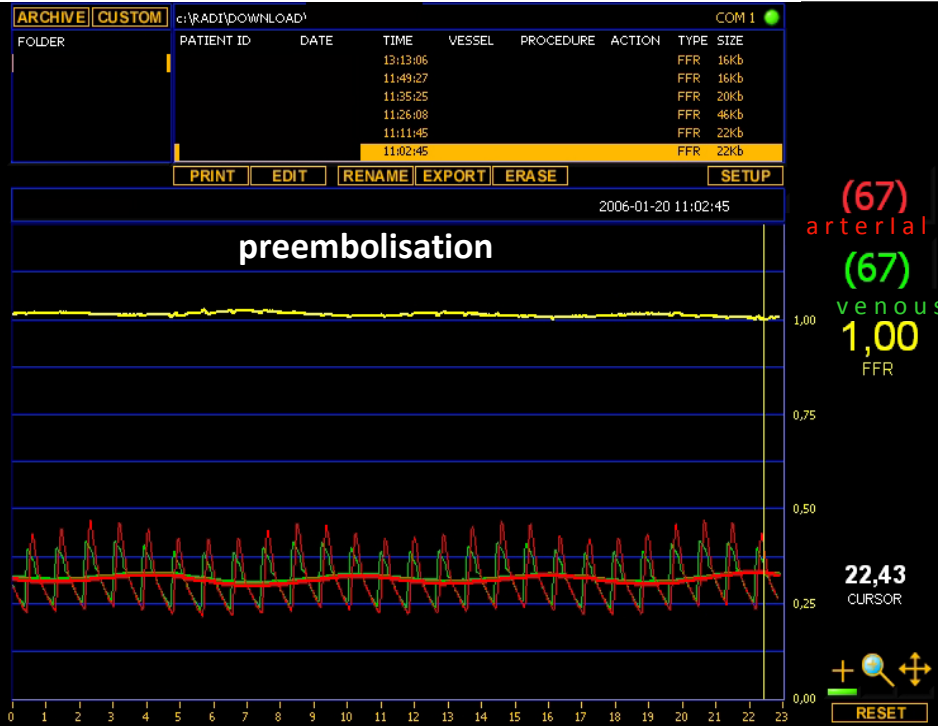 ARCHIVE CUSTOM c:\RADI\DOWNLOAD\ COM 1
FOLDER PATIENT ID DATE TIME VESSEL PROCEDURE ACTION TYPE SIZE
13:13:06 FFR 16Kb
11:49:27 FFR 16Kb
11:35:25 FFR 20Kb
11:26:08 FFR 46Kb
11:11:45 FFR 22Kb
11:02:45 FFR 22Kb
PRINT EDIT RENAME EXPORT ERASE SETUP
2006-01-20 11:02:45
(67)
arterial
preembolisation
(67)
venous
1,00
1,00
FFR
0,75
0,50
22,43
CURSOR
0,25
0,00
RESET
0 1 2 3 4 5 6 7 8 9 10 11 12 13 14 15 16 17 18 19 20 21 22 23